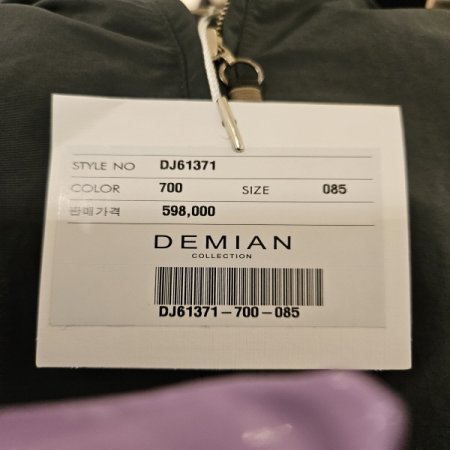 STYLE NO DJ61371
COLOR 700 SIZE 085
판매가격 598,000
DEMIAN
COLLECTION
DJ61371-700-085